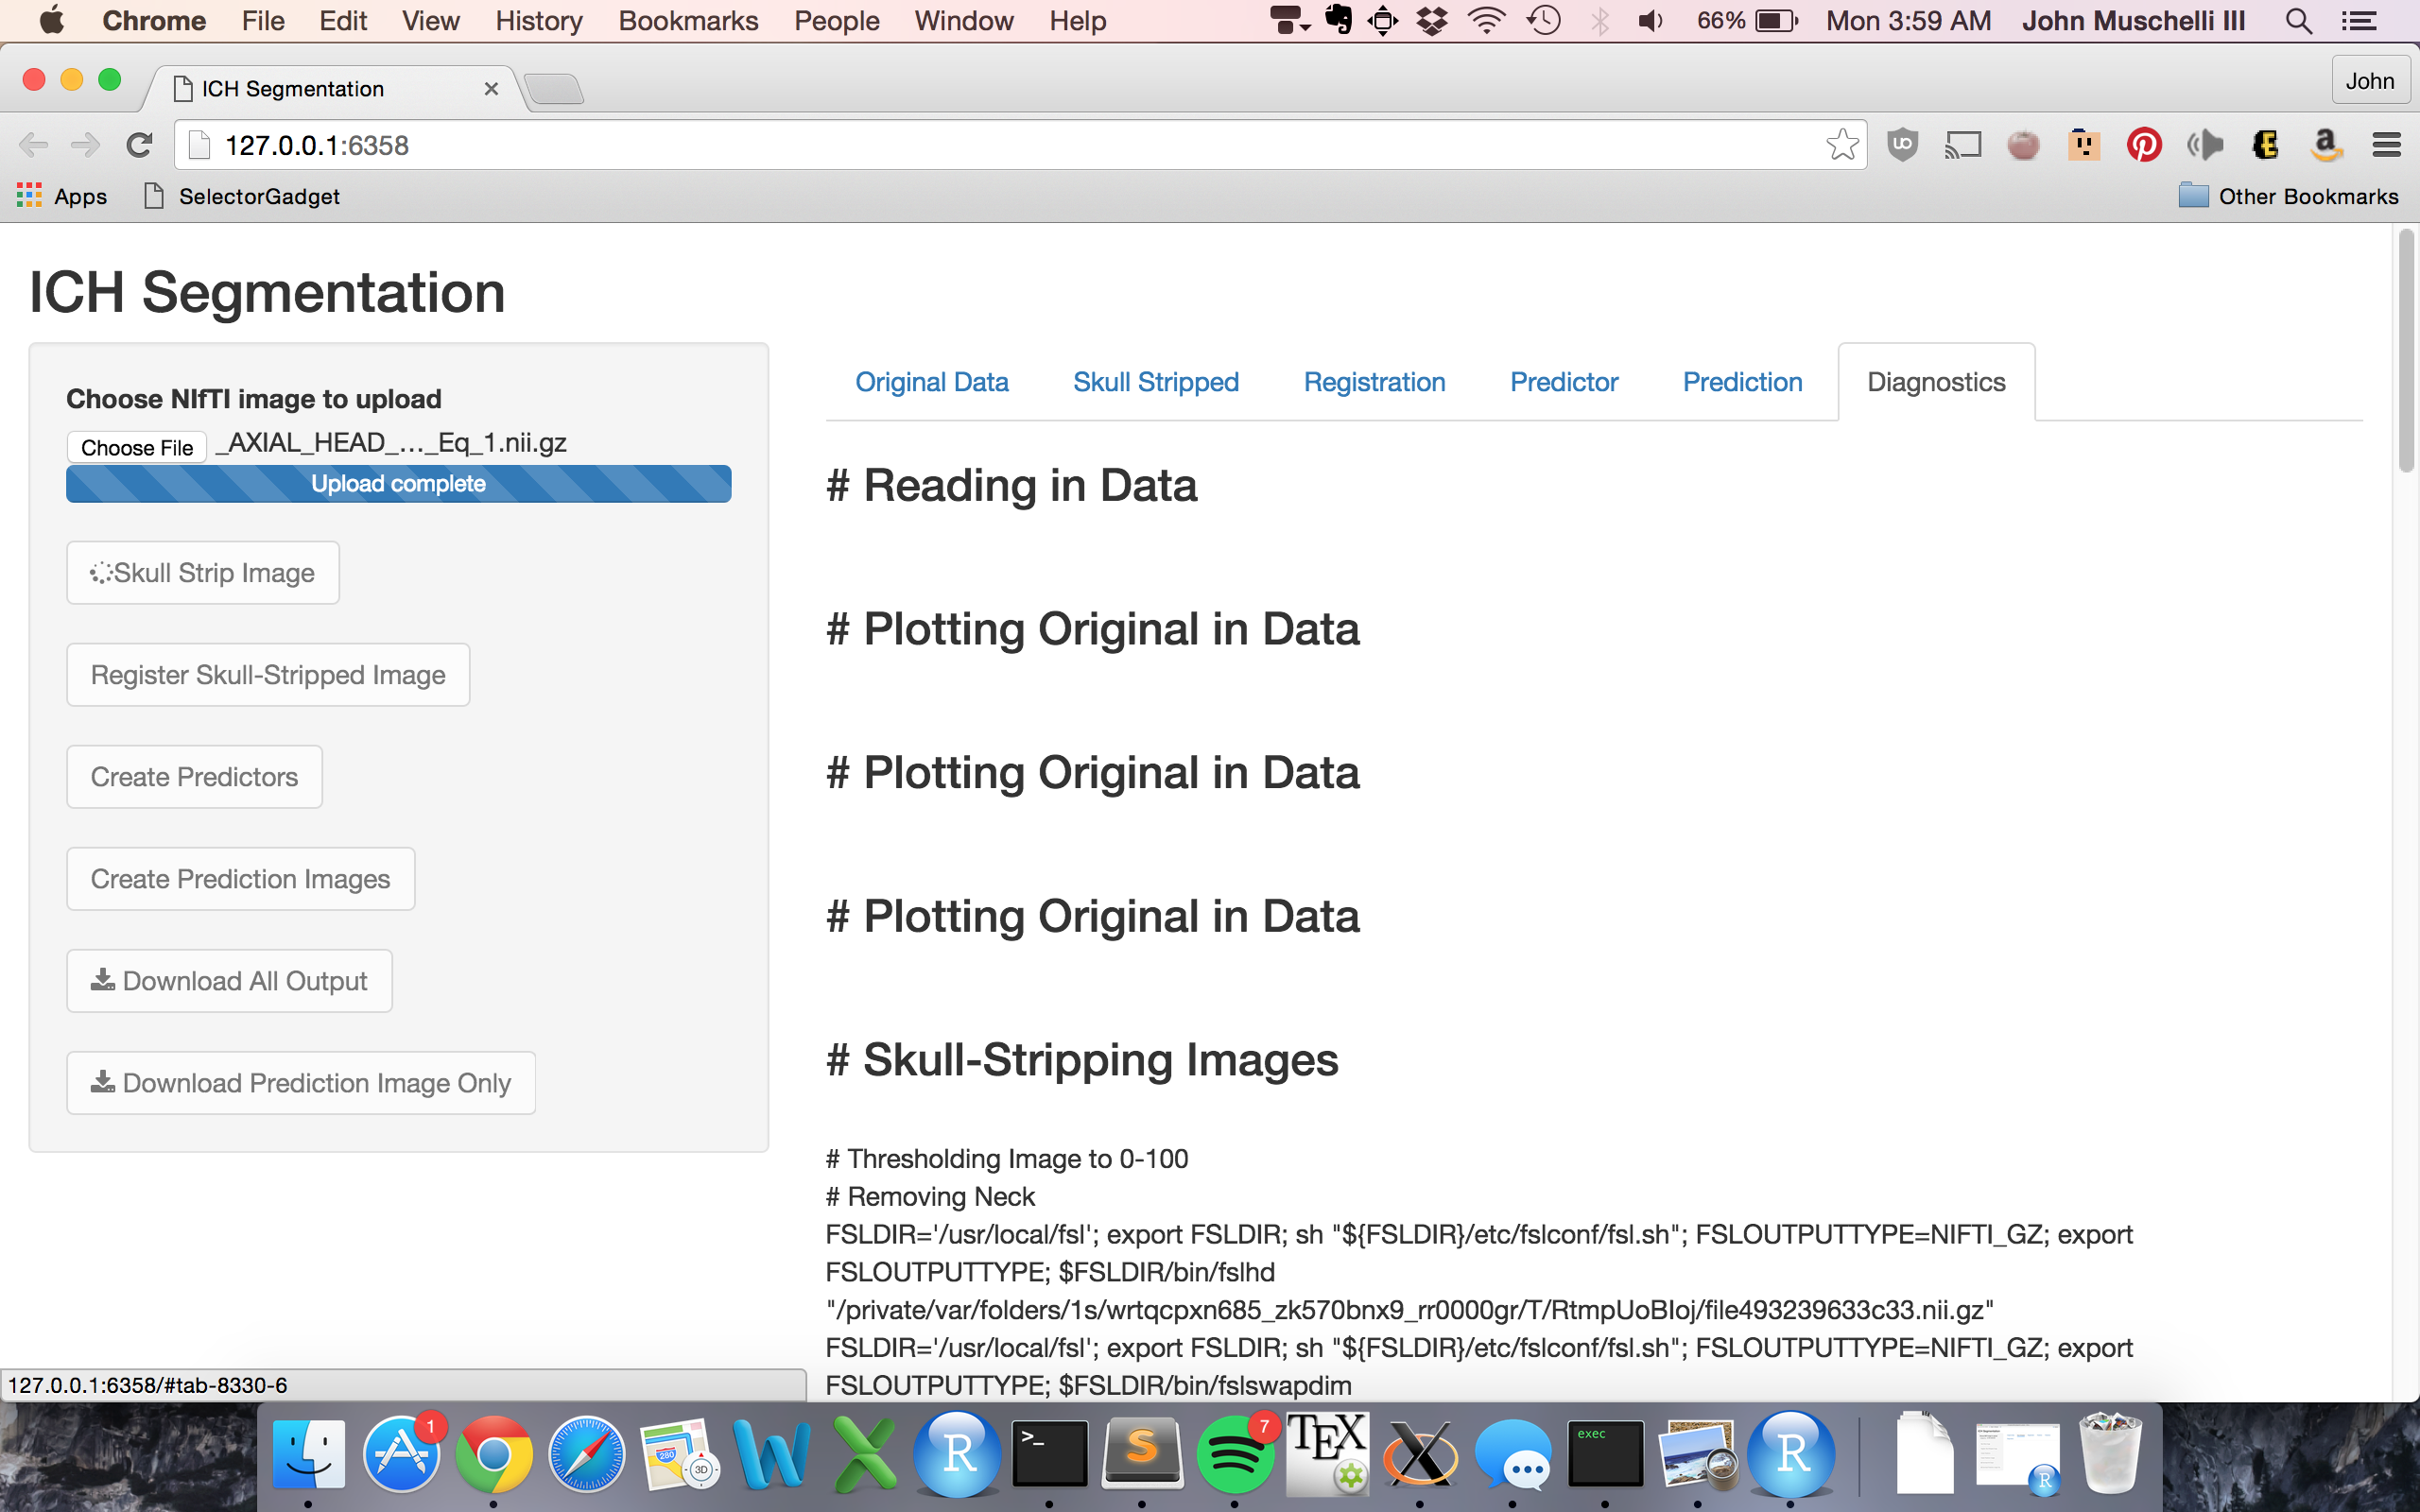 Chrome File Edit View History Bookmarks People Window Help 66% Mon 3:59 AM John Muschelli III
ICH Segmentation John
127.0.0.1:6358
Apps SelectorGadget Other Bookmarks
ICH Segmentation
Choose NIfTI image to upload
Choose File _AXIAL_HEAD_..._Eq_1.nii.gz
Upload complete
Skull Strip Image
Register Skull-Stripped Image
Create Predictors
Create Prediction Images
Download All Output
Download Prediction Image Only
Original Data Skull Stripped Registration Predictor Prediction Diagnostics
# Reading in Data
# Plotting Original in Data
# Plotting Original in Data
# Plotting Original in Data
# Skull-Stripping Images
# Thresholding Image to 0-100
# Removing Neck
FSLDIR='/usr/local/fsl'; export FSLDIR; sh "${FSLDIR}/etc/fslconf/fsl.sh"; FSLOUTPUTTYPE=NIFTI_GZ; export
FSLOUTPUTTYPE; $FSLDIR/bin/fslhd
"/private/var/folders/1s/wrtqcpxn685_zk570bnx9_rr0000gr/T/RtmpUoBIoj/file493239633c33.nii.gz"
FSLDIR='/usr/local/fsl'; export FSLDIR; sh "${FSLDIR}/etc/fslconf/fsl.sh"; FSLOUTPUTTYPE=NIFTI_GZ; export
FSLOUTPUTTYPE; $FSLDIR/bin/fslswapdim
127.0.0.1:6358/#tab-8330-6
1 280 3D W X R >_ S 7 TEX X exec R R